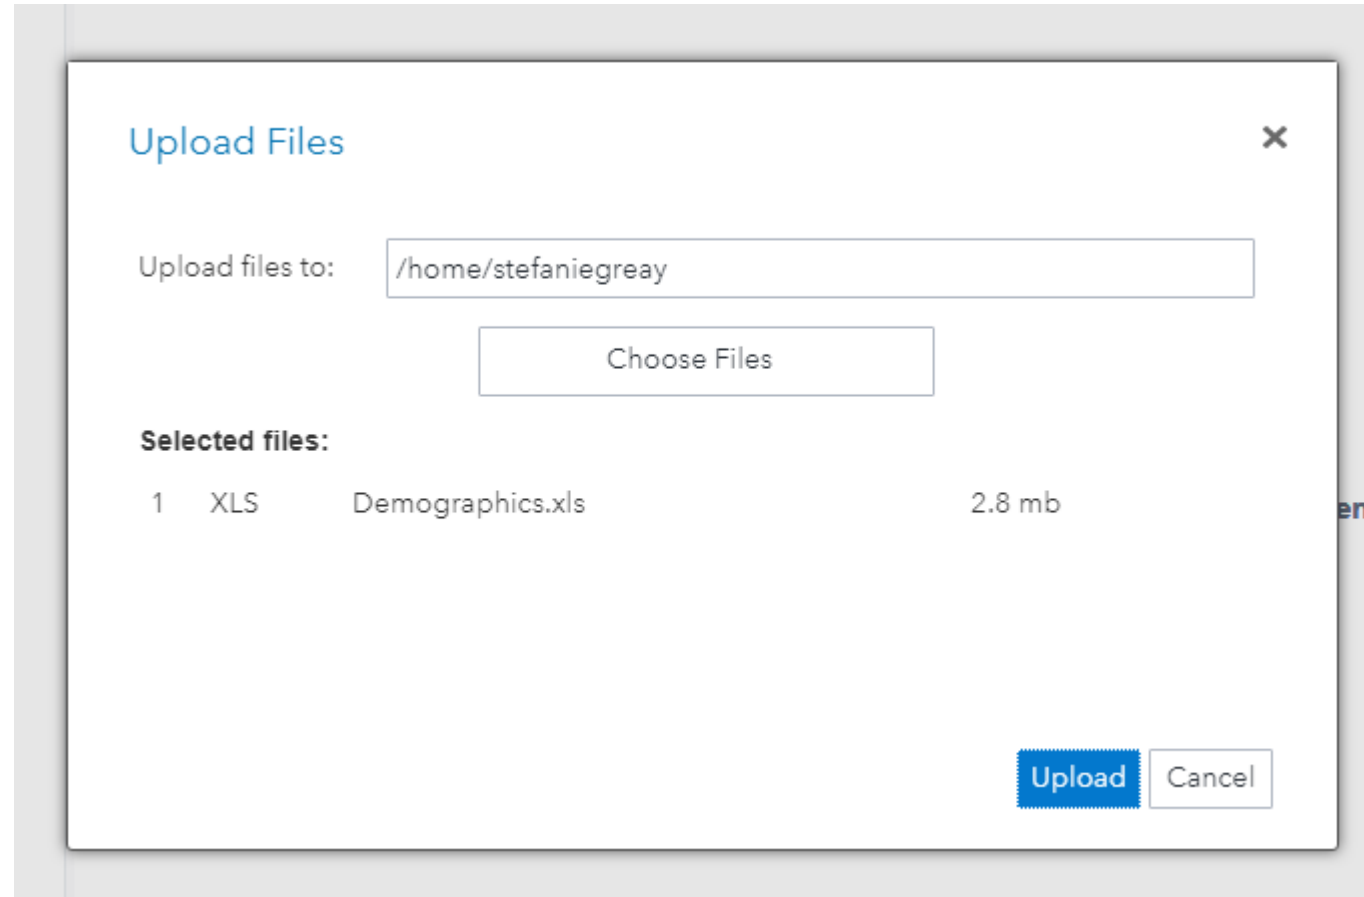 Upload Files
Upload files to: /home/stefaniegreay
Choose Files
Selected files:
1 XLS Demographics.xls 2.8 mb
Upload Cancel